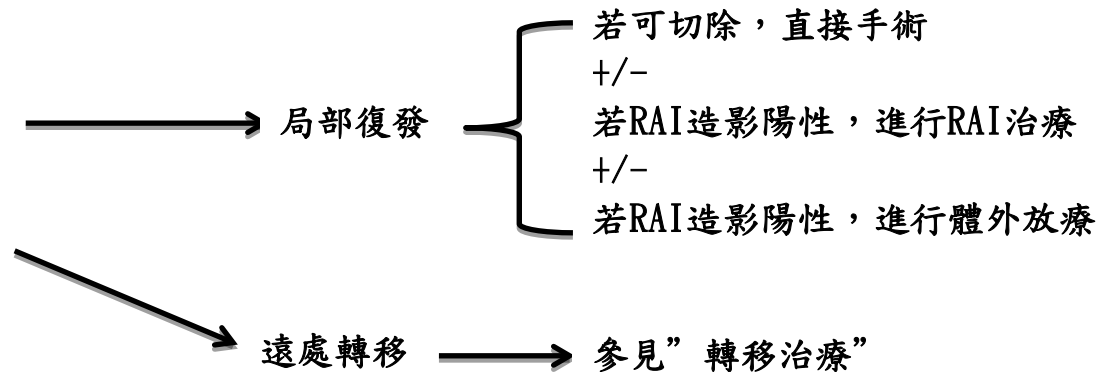 若可切除，直接手術
+/-
局部復發
若RAI造影陽性，進行RAI治療
+/-
若RAI造影陽性，進行體外放療
遠處轉移
參見”轉移治療”